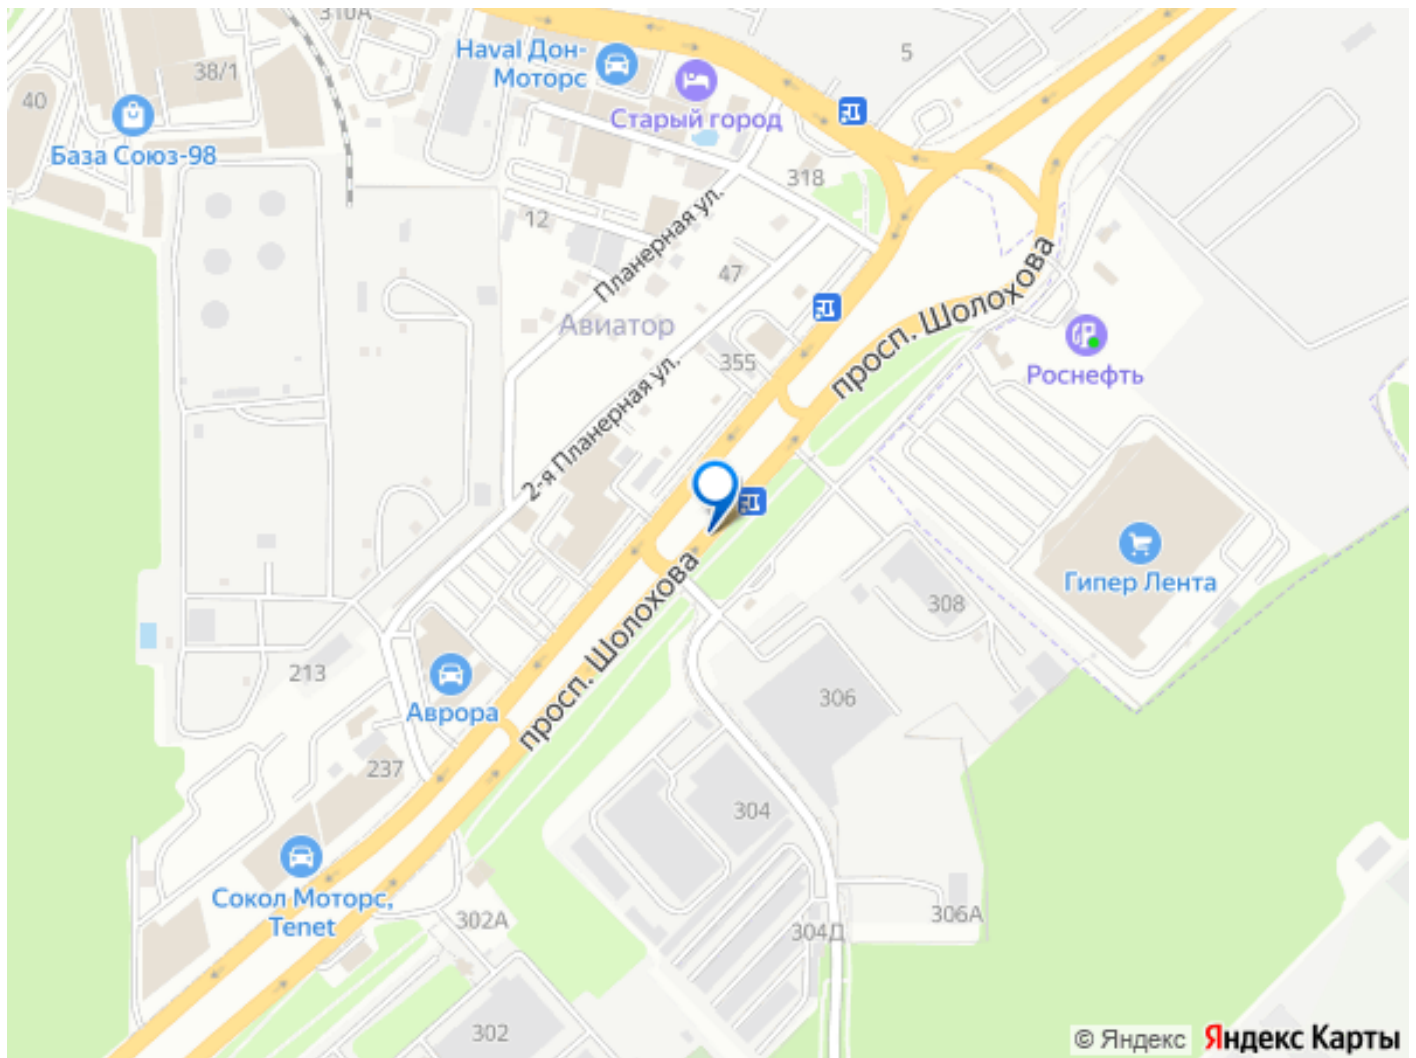 310А
Haval Дон-
Моторс
5
38/1
40
Старый город
База Союз-98
318
12
Планерная ул.
47
просп. Шолохова
Авиатор
355
Роснефть
2-я Планерная ул.
Гипер Лента
308
просп. Шолохова
213
306
Аврора
237
304
Сокол Моторс,
Tenet
302А
306А
304Д
302
© Яндекс
Яндекс Карты